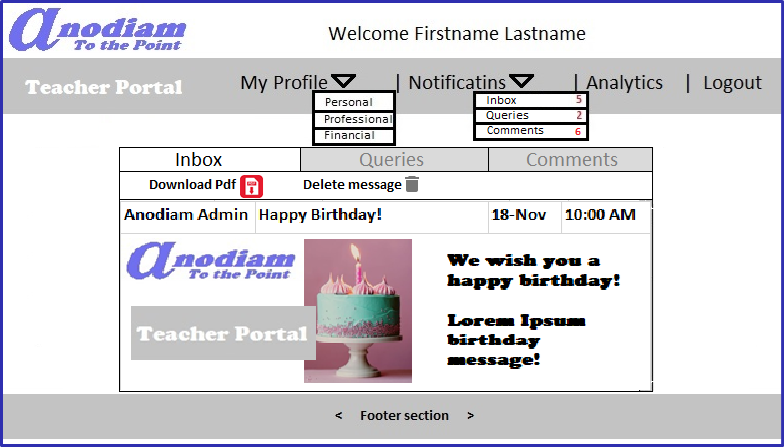 Anodiam
To the Point
Welcome Firstname Lastname
Teacher Portal
My Profile | Notificatins | Analytics | Logout
Personal
Professional
Financial
Inbox 5
Queries 2
Comments 6
Inbox Queries Comments
Download Pdf Delete message
Anodiam Admin Happy Birthday! 18-Nov 10:00 AM
Anodiam
To the Point
Teacher Portal
We wish you a
happy birthday!
Lorem Ipsum
birthday
message!
< Footer section >